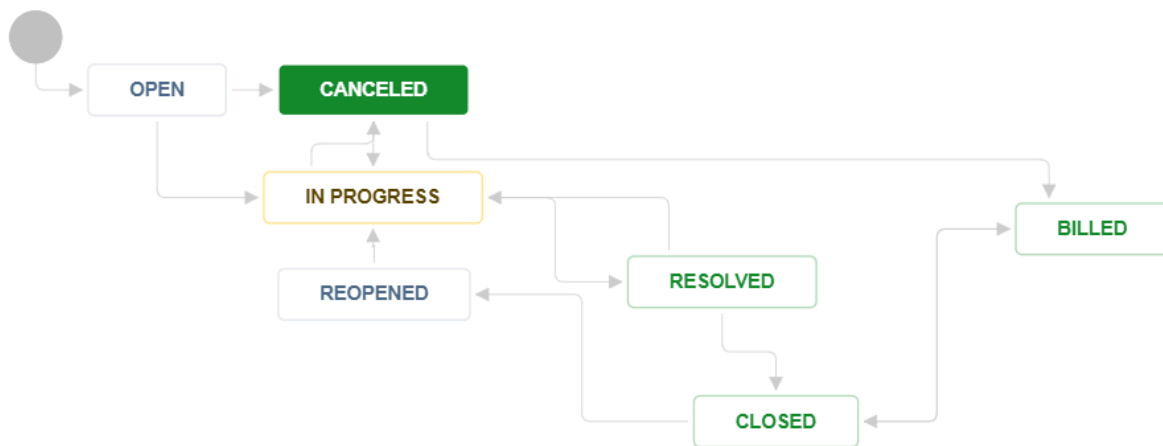 OPEN
CANCELED
IN PROGRESS
BILLED
RESOLVED
REOPENED
CLOSED